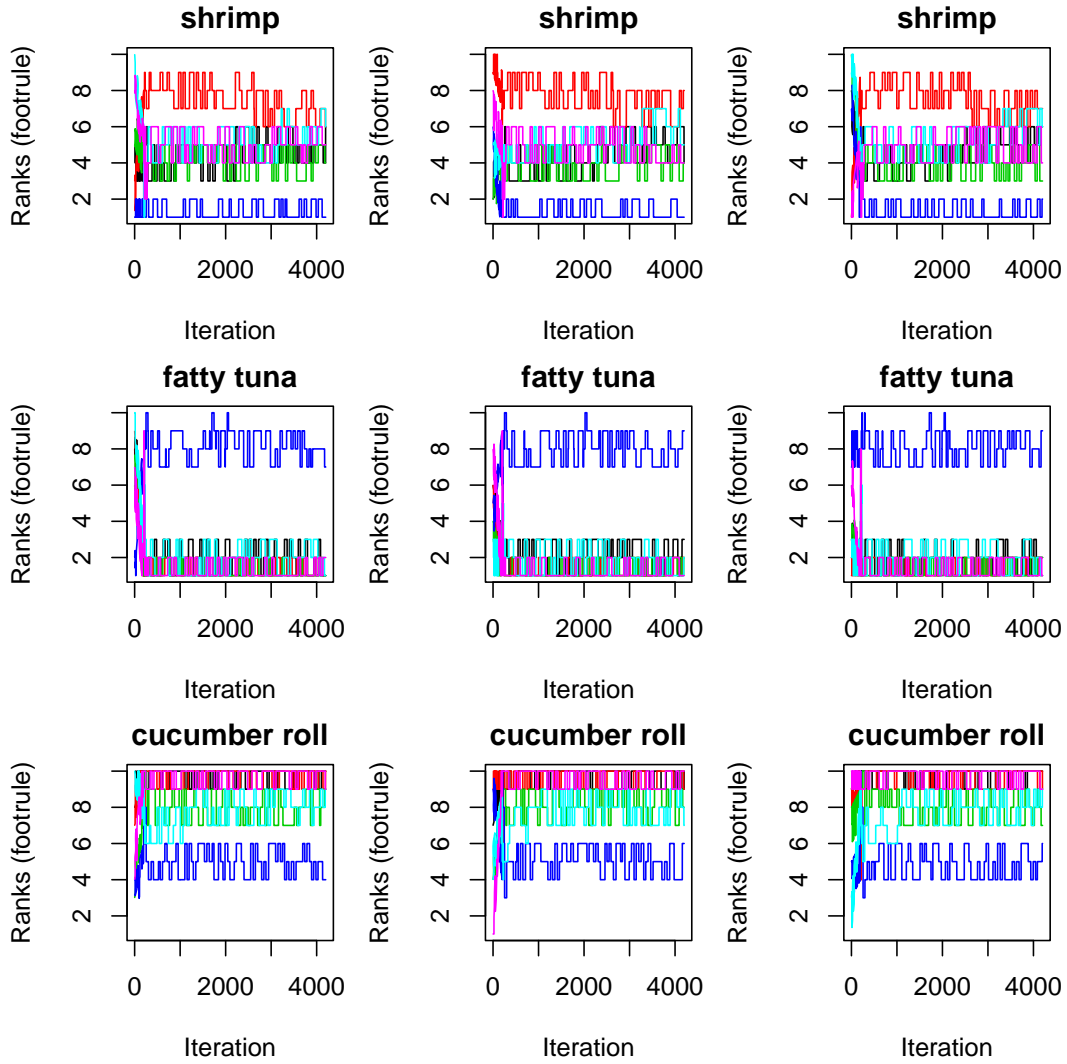 shrimp shrimp shrimp
Ranks (footrule) Ranks (footrule) Ranks (footrule)
8 8 8
6 6 6
4 4 4
2 2 2
0 2000 4000 0 2000 4000 0 2000 4000
Iteration Iteration Iteration
fatty tuna fatty tuna fatty tuna
Ranks (footrule) Ranks (footrule) Ranks (footrule)
8 8 8
6 6 6
4 4 4
2 2 2
0 2000 4000 0 2000 4000 0 2000 4000
Iteration Iteration Iteration
cucumber roll cucumber roll cucumber roll
Ranks (footrule) Ranks (footrule) Ranks (footrule)
8 8 8
6 6 6
4 4 4
2 2 2
0 2000 4000 0 2000 4000 0 2000 4000
Iteration Iteration Iteration